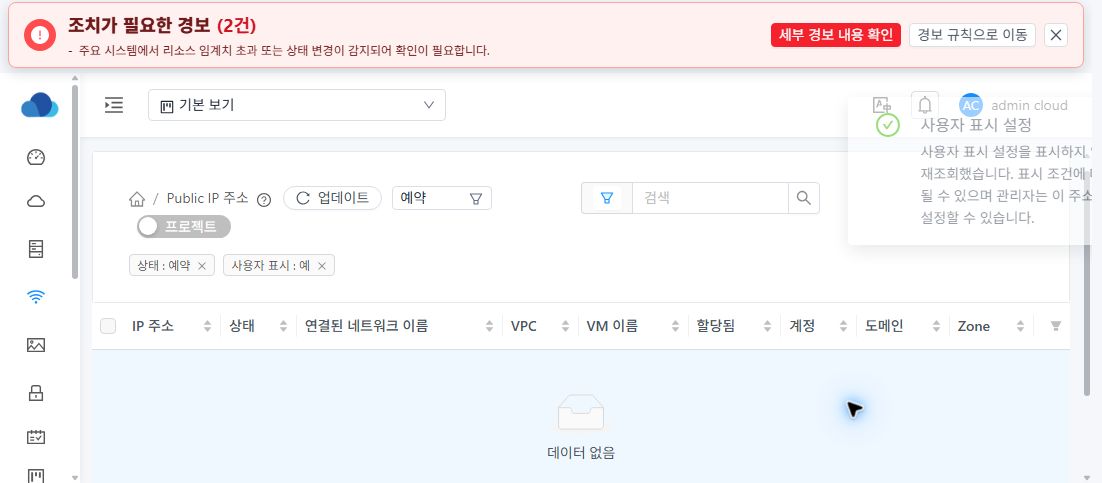 조치가 필요한 경보 (2건)
- 주요 시스템에서 리소스 임계치 초과 또는 상태 변경이 감지되어 확인이 필요합니다.
세부 경보 내용 확인
경보 규칙으로 이동
기본 보기
AC
admin cloud
사용자 표시 설정
사용자 표시 설정을 표시하지
재조회했습니다. 표시 조건에
될 수 있으며 관리자는 이 주소
설정할 수 있습니다.
/ Public IP 주소
업데이트
예약
검색
프로젝트
상태 : 예약
사용자 표시 : 예
IP 주소 상태 연결된 네트워크 이름 VPC VM 이름 할당됨 계정 도메인 Zone
데이터 없음